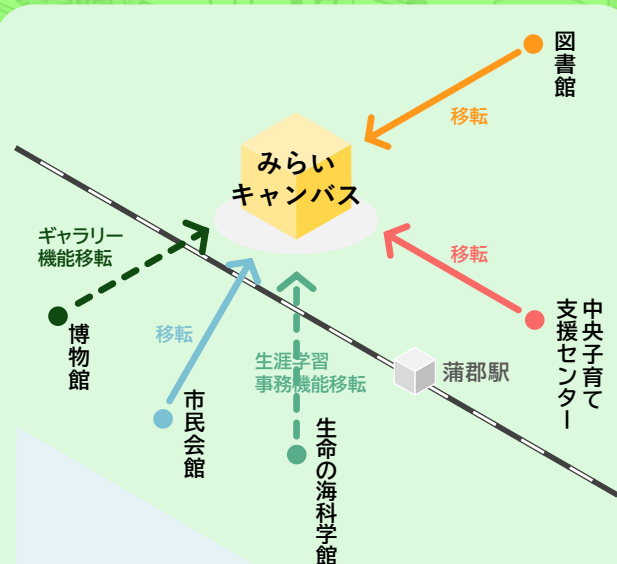 図書館
移転
みらい
キャンバス
ギャラリー
機能移転
移転
博物館
移転
中央子育て
支援センター
生涯学習
事務機能移転
蒲郡駅
市民会館
生命の海科学館